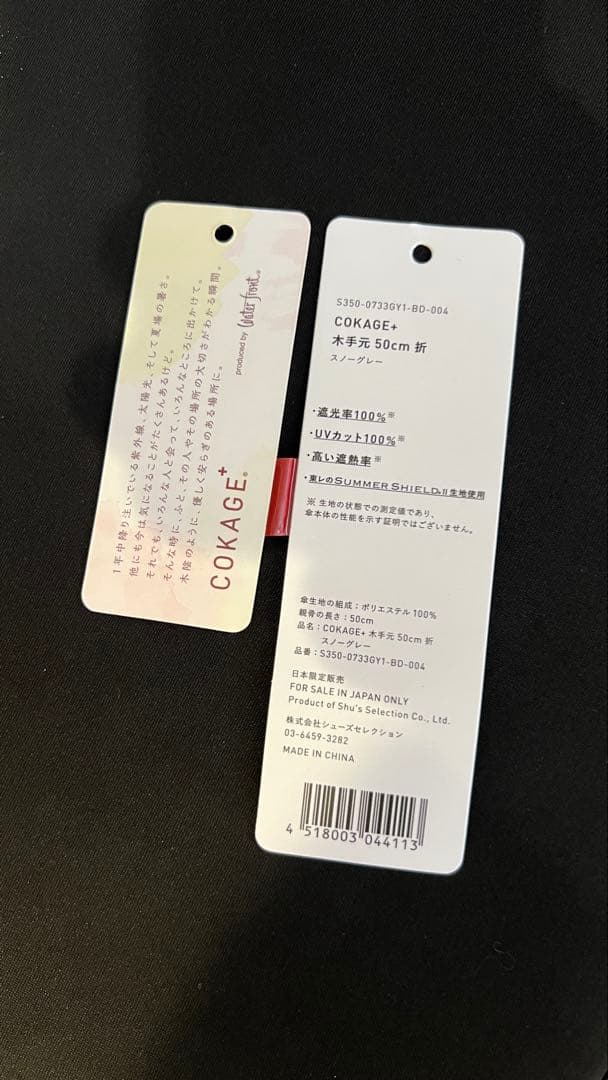 1年中降り注いでいる紫外線、太陽光、そして夏場の暑さ。
他にも今は気になることがたくさんあるけど。
それでも、いろんな人と会って、いろんなところに出かけて。
そんな時に、ふと、その人やその場所の大切さがわかる瞬間。
木陰のように、優しく安らぎのある場所に。
COKAGE+®
produced by Waterfront®
S350-0733GY1-BD-004
COKAGE+
木手元 50cm 折
スノーグレー
・遮光率100%※
・UVカット100%※
・高い遮熱率※
・東レのSUMMER SHIELD®II生地使用
※ 生地の状態での測定値であり、
傘本体の性能を示す証明ではございません。
傘生地の組成：ポリエステル 100%
親骨の長さ：50cm
品名：COKAGE+ 木手元 50cm 折
スノーグレー
品番：S350-0733GY1-BD-004
日本限定販売
FOR SALE IN JAPAN ONLY
Product of Shu's Selection Co., Ltd.
株式会社シューズセレクション
03-6459-3282
MADE IN CHINA
4 518003 044113